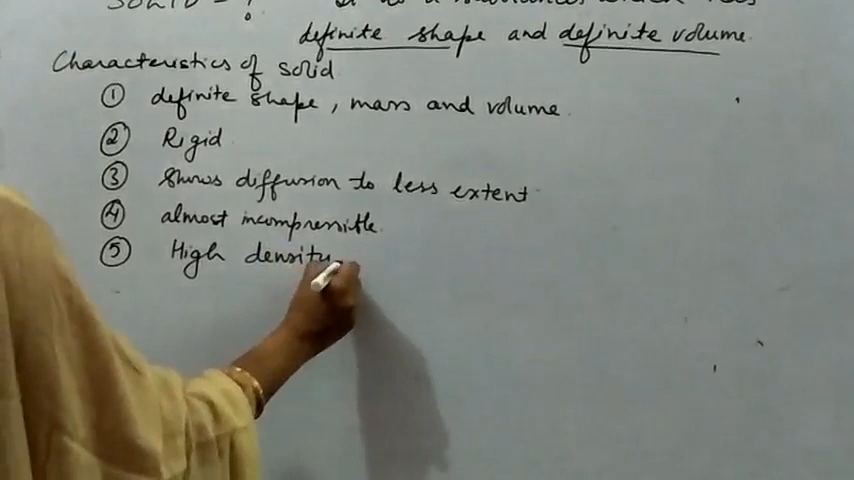 SOLID - ?
definite shape and definite volume.
Characteristics of solid
① definite shape, mass and volume.
② Rigid
③ Shows diffusion to less extent
④ almost incompressible.
⑤ High density